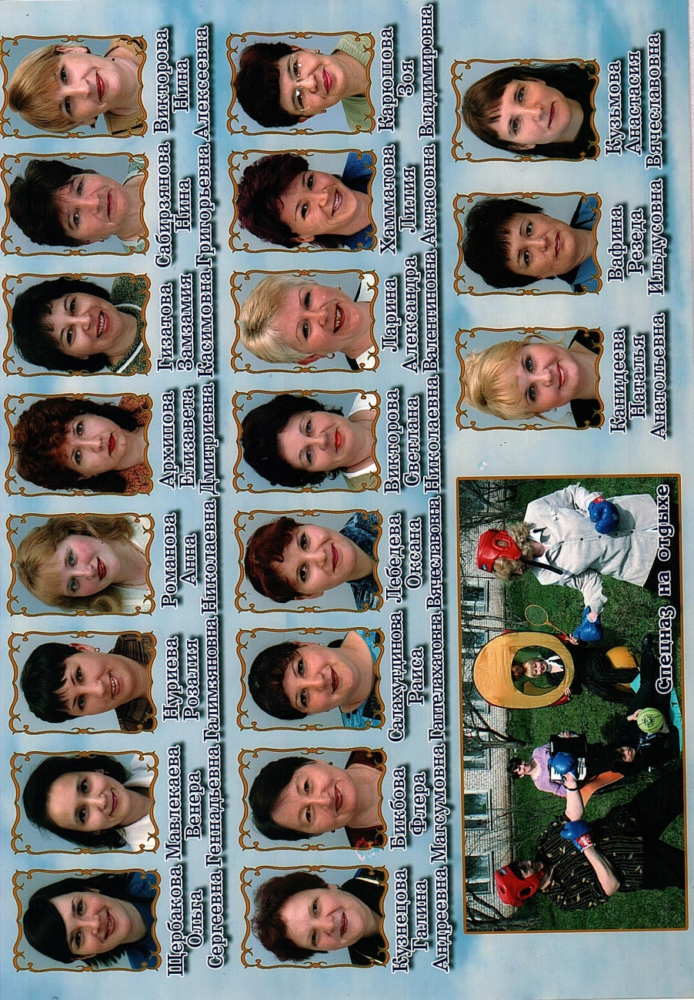 Щербакова
Ольга
Сергеевна
Мавлекаева
Венера
Геннадьевна
Нуриева
Розалия
Галимзяновна
Романова
Анна
Николаевна
Архипова
Елизавета
Дмитриевна
Гизатова
Замзамия
Касимовна
Сабирзянова
Нина
Григорьевна
Викторова
Нина
Алексеевна
Кузнецова
Галина
Андреевна
Бикбова
Флера
Магсумовна
Салахутдинова
Раиса
Гашелахановна
Лебедева
Оксана
Вячеславовна
Викторова
Светлана
Николаевна
Ларина
Александра
Валентиновна
Хамматова
Лилия
Актасовна
Карюшова
Зоя
Владимировна
Спецназ на отдыхе
Канидеева
Наталья
Анатольевна
Вафина
Резеда
Ильдусовна
Кузьмова
Анастасия
Вячеславовна